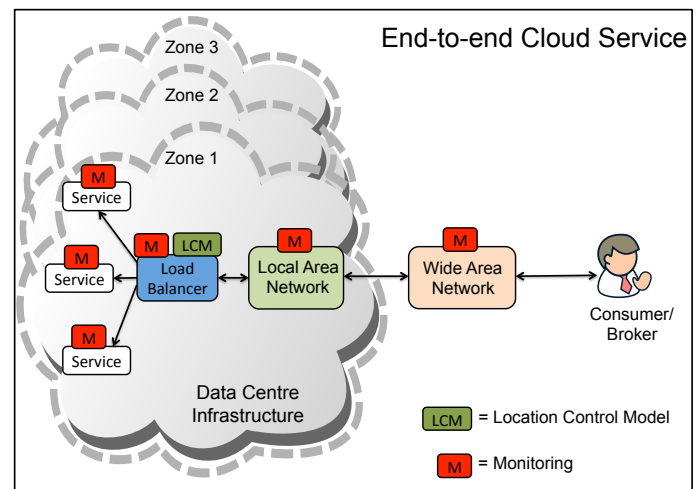 End-to-end Cloud Service
Zone 3
Zone 2
Zone 1
M
Service
M
LCM
Load
Balancer
M
Local Area
Network
M
Wide Area
Network
Consumer/
Broker
M
Service
M
Service
Data Centre
Infrastructure
LCM = Location Control Model
M = Monitoring